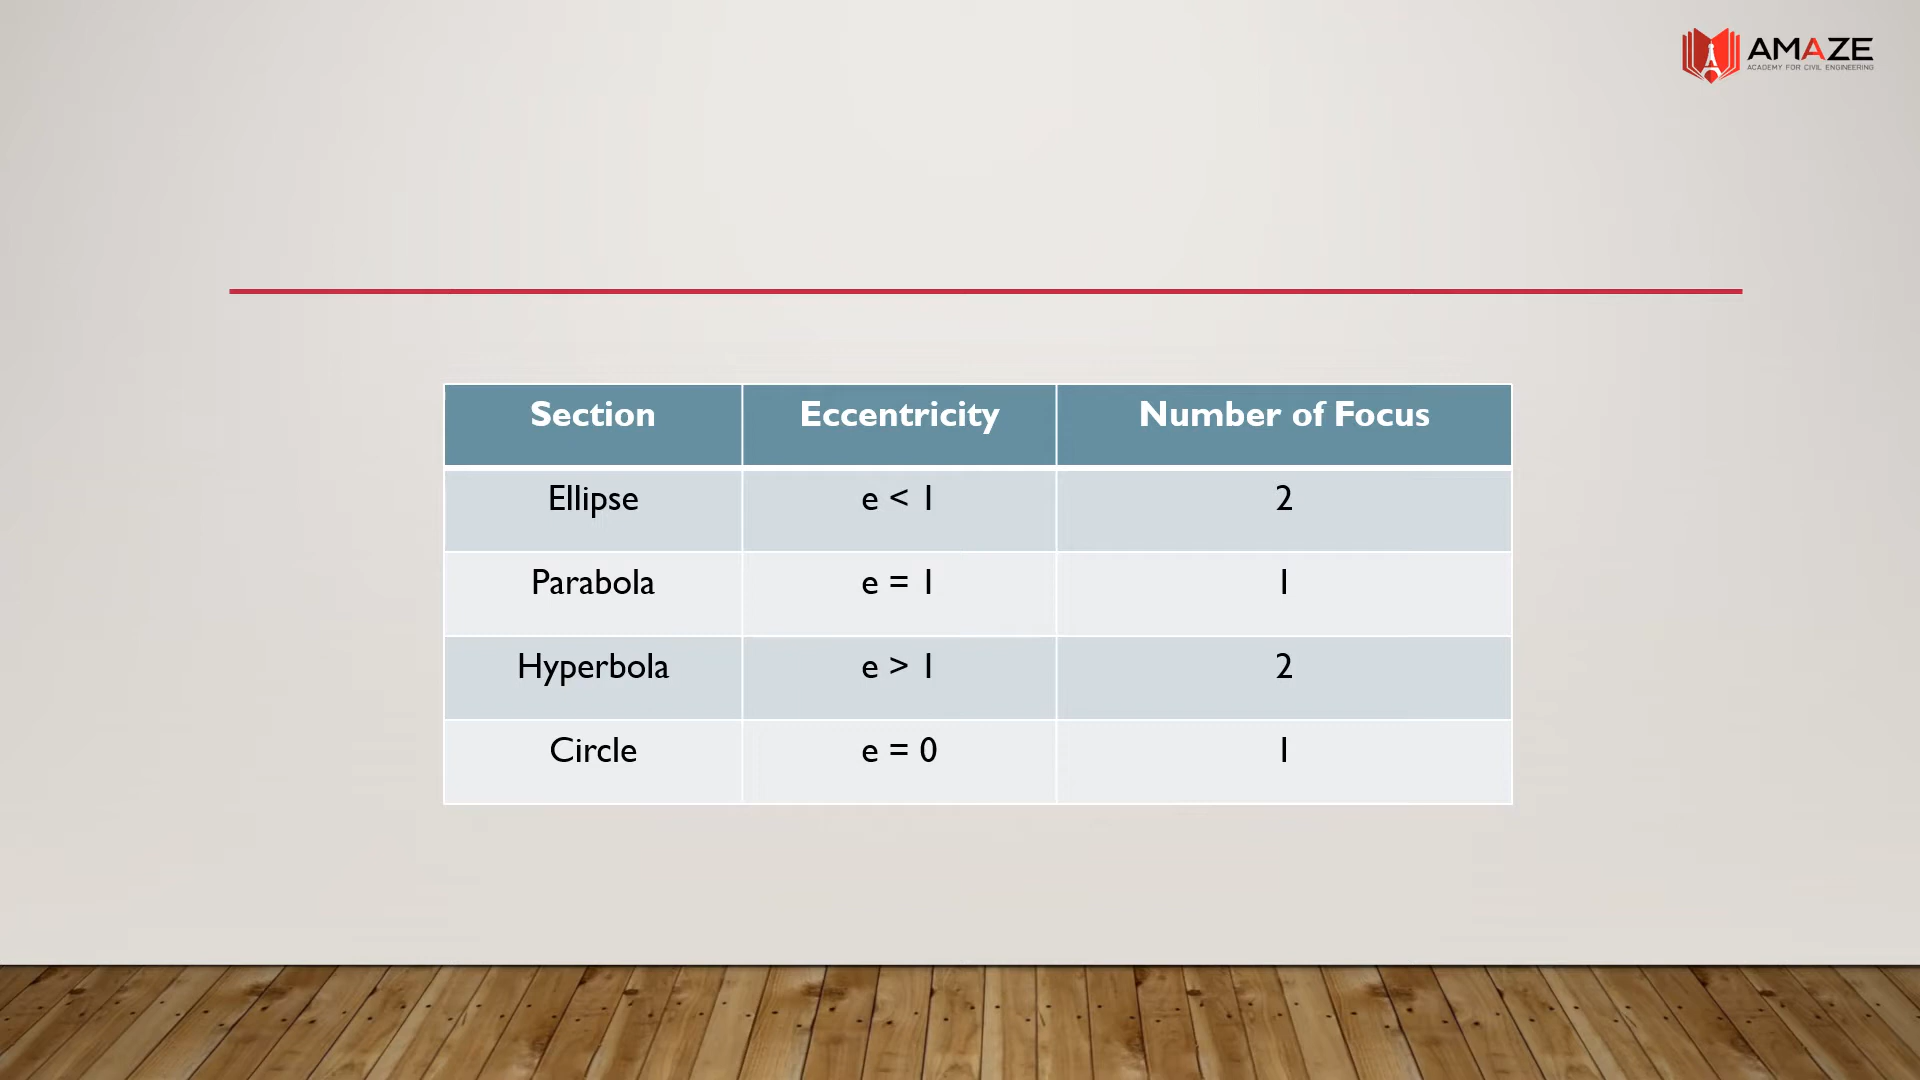 AMAZE
ACADEMY FOR CIVIL ENGINEERING
Section Eccentricity Number of Focus
Ellipse e < 1 2
Parabola e = 1 1
Hyperbola e > 1 2
Circle e = 0 1